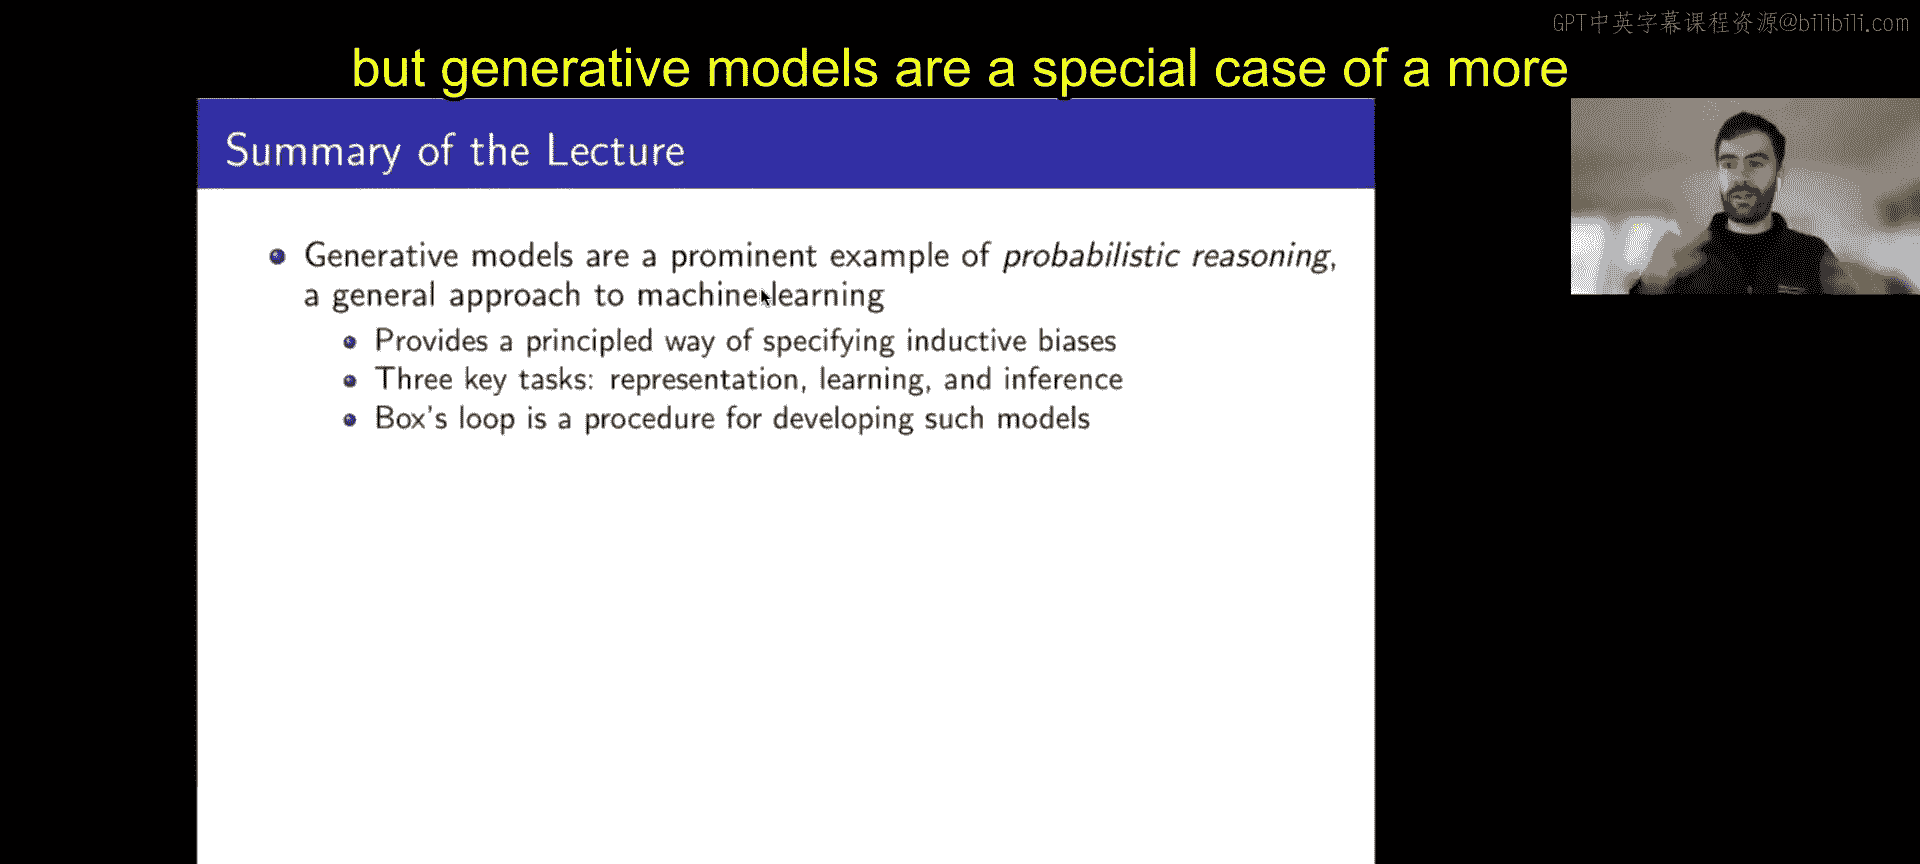 GPT中英字幕课程资源@bilibili.com
but generative models are a special case of a more
Summary of the Lecture
Generative models are a prominent example of probabilistic reasoning,
a general approach to machine learning
Provides a principled way of specifying inductive biases
Three key tasks: representation, learning, and inference
Box's loop is a procedure for developing such models